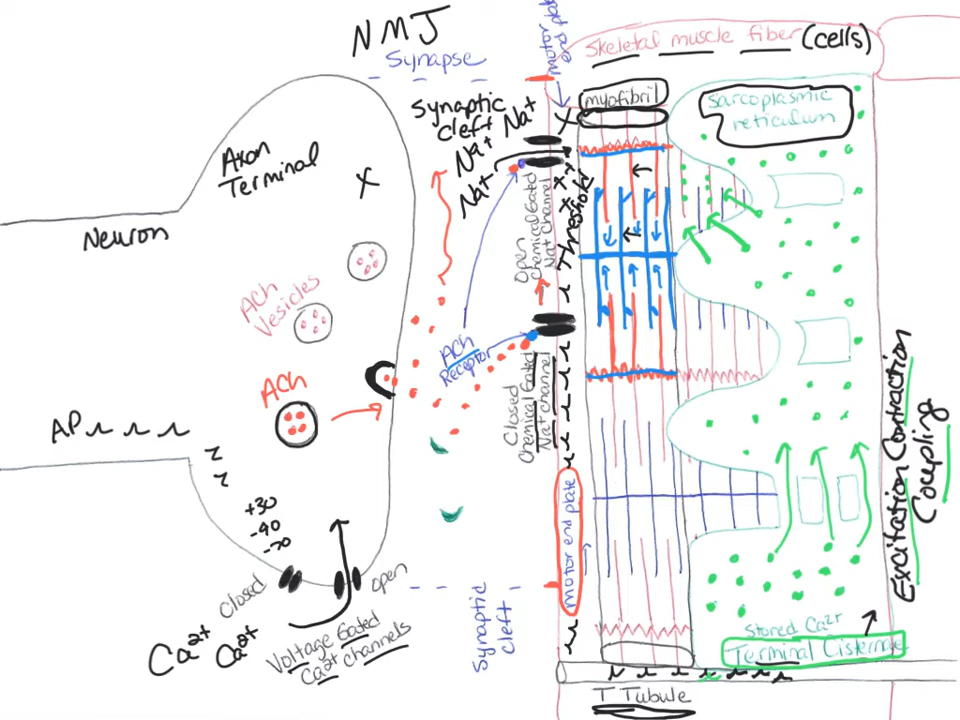 NMJ
Synapse
Synaptic
cleft
Na+
Na+
Na+
Axon
Terminal
X
Neuron
ACh
Vesicles
ACh
AP
+30
-40
-70
closed
open
Ca2+
Ca2+
Voltage Gated
Ca2+ channels
ACh
Receptor
Synaptic
cleft
motor
end plate
X
Open
Chemical Gated
Na+ Channel
X
X
X
Threshold
Closed
Chemical Gated
Na+ channel
motor end plate
Skeletal muscle fiber (cells)
myofibril
Sarcoplasmic
reticulum
Excitation Contraction
Coupling
Stored Ca2+
Terminal Cisternae
T Tubule